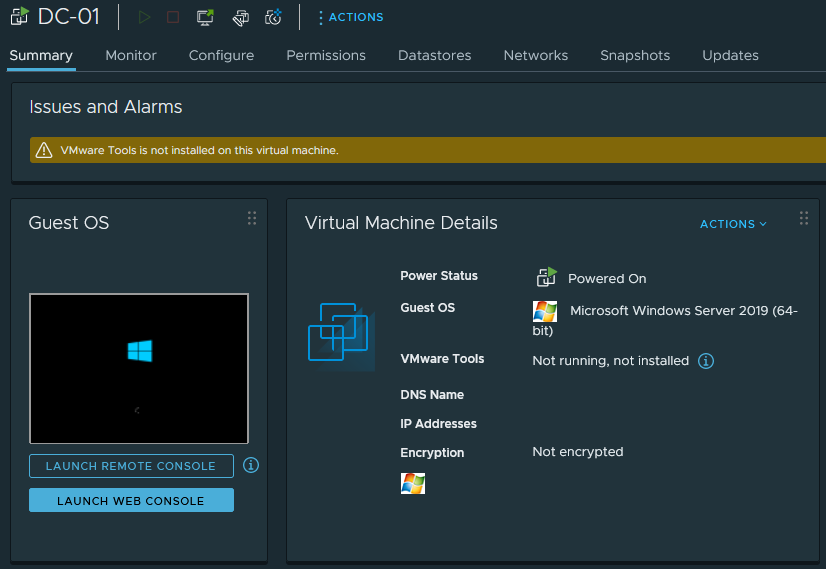 DC-01
ACTIONS
Summary Monitor Configure Permissions Datastores Networks Snapshots Updates
Issues and Alarms
VMware Tools is not installed on this virtual machine.
Guest OS
LAUNCH REMOTE CONSOLE
LAUNCH WEB CONSOLE
Virtual Machine Details
ACTIONS
Power Status Powered On
Guest OS Microsoft Windows Server 2019 (64-
bit)
VMware Tools Not running, not installed
DNS Name
IP Addresses
Encryption Not encrypted